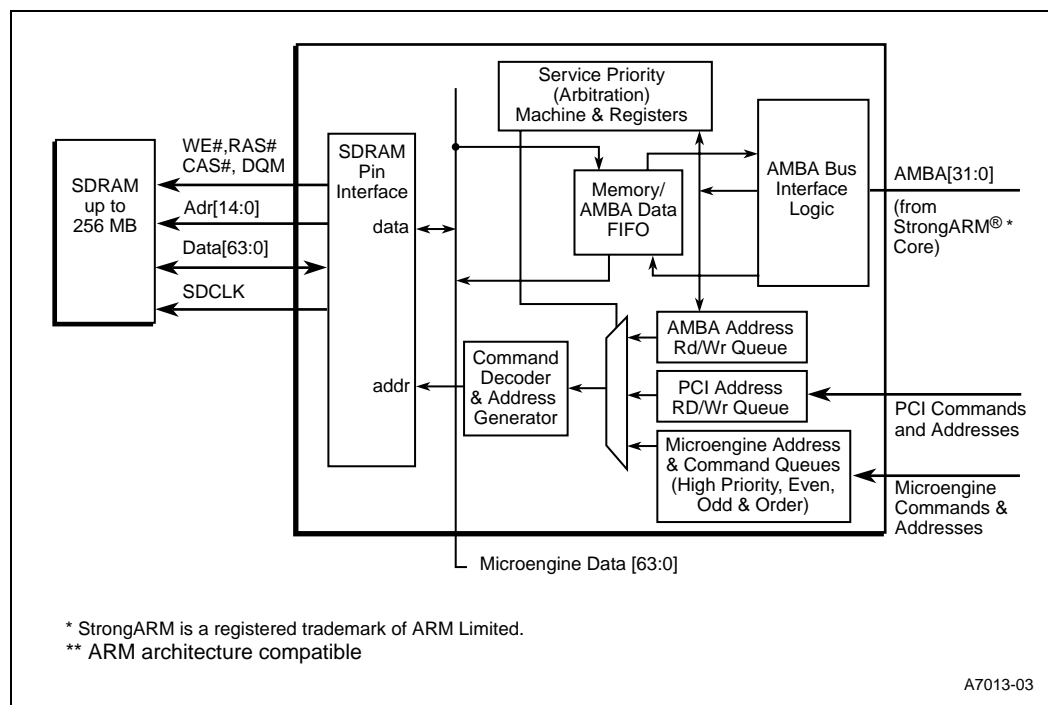 Service Priority
(Arbitration)
Machine & Registers
WE#,RAS#
CAS#, DQM
SDRAM
Pin
Interface
SDRAM
up to
256 MB
Adr[14:0]
data
Data[63:0]
SDCLK
Memory/
AMBA Data
FIFO
AMBA Bus
Interface
Logic
AMBA[31:0]
(from
StrongARM® *
Core)
AMBA Address
Rd/Wr Queue
addr
Command
Decoder
& Address
Generator
PCI Address
RD/Wr Queue
PCI Commands
and Addresses
Microengine Address
& Command Queues
(High Priority, Even,
Odd & Order)
Microengine
Commands &
Addresses
Microengine Data [63:0]
* StrongARM is a registered trademark of ARM Limited.
** ARM architecture compatible
A7013-03